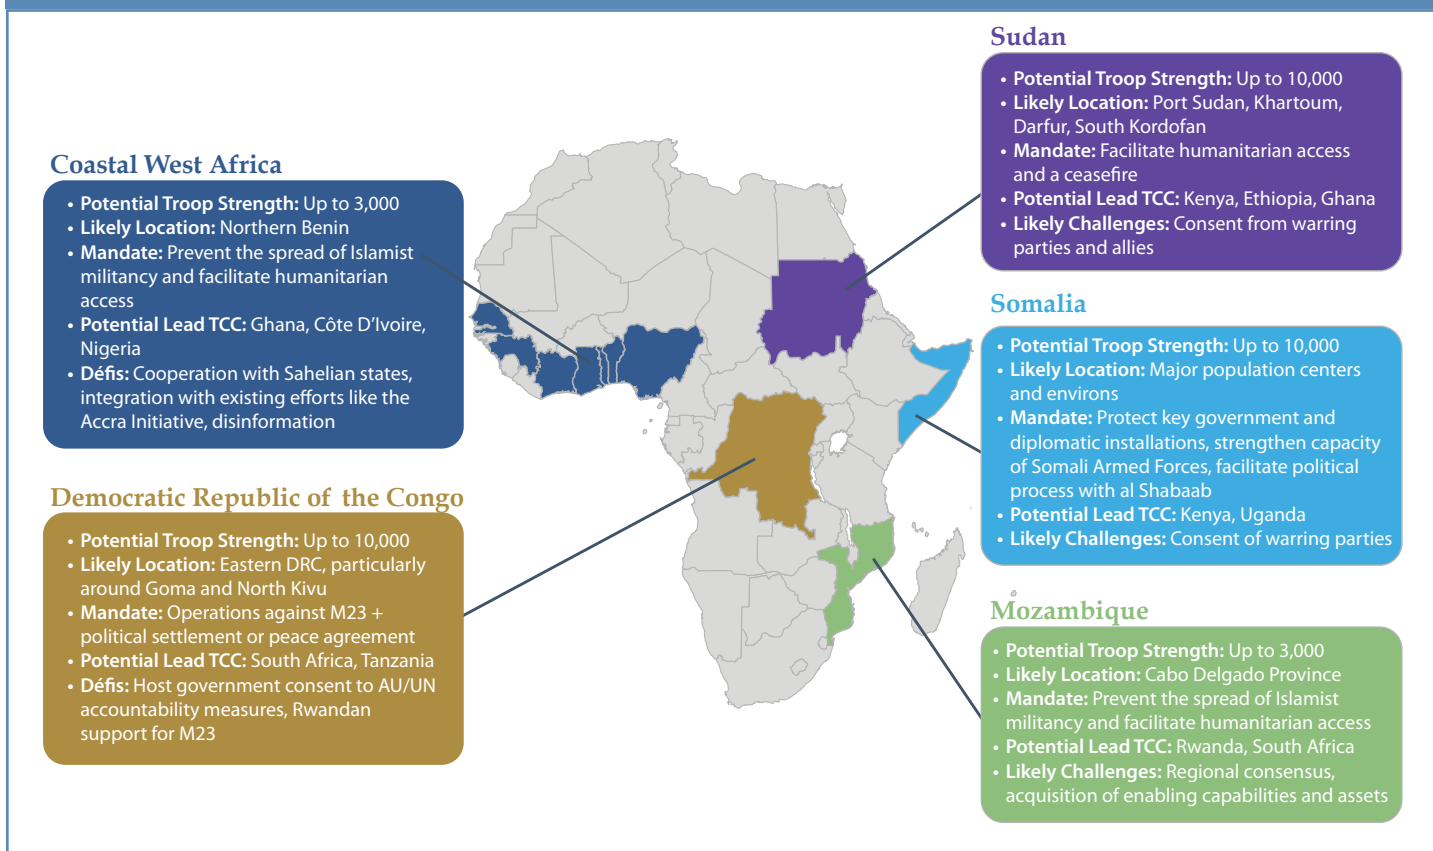 Coastal West Africa
• Potential Troop Strength: Up to 3,000
• Likely Location: Northern Benin
• Mandate: Prevent the spread of Islamist
militancy and facilitate humanitarian
access
• Potential Lead TCC: Ghana, Côte D’Ivoire,
Nigeria
• Défis: Cooperation with Sahelian states,
integration with existing efforts like the
Accra Initiative, disinformation
Democratic Republic of the Congo
• Potential Troop Strength: Up to 10,000
• Likely Location: Eastern DRC, particularly
around Goma and North Kivu
• Mandate: Operations against M23 +
political settlement or peace agreement
• Potential Lead TCC: South Africa, Tanzania
• Défis: Host government consent to AU/UN
accountability measures, Rwandan
support for M23
Sudan
• Potential Troop Strength: Up to 10,000
• Likely Location: Port Sudan, Khartoum,
Darfur, South Kordofan
• Mandate: Facilitate humanitarian access
and a ceasefire
• Potential Lead TCC: Kenya, Ethiopia, Ghana
• Likely Challenges: Consent from warring
parties and allies
Somalia
• Potential Troop Strength: Up to 10,000
• Likely Location: Major population centers
and environs
• Mandate: Protect key government and
diplomatic installations, strengthen capacity
of Somali Armed Forces, facilitate political
process with al Shabaab
• Potential Lead TCC: Kenya, Uganda
• Likely Challenges: Consent of warring parties
Mozambique
• Potential Troop Strength: Up to 3,000
• Likely Location: Cabo Delgado Province
• Mandate: Prevent the spread of Islamist
militancy and facilitate humanitarian access
• Potential Lead TCC: Rwanda, South Africa
• Likely Challenges: Regional consensus,
acquisition of enabling capabilities and assets